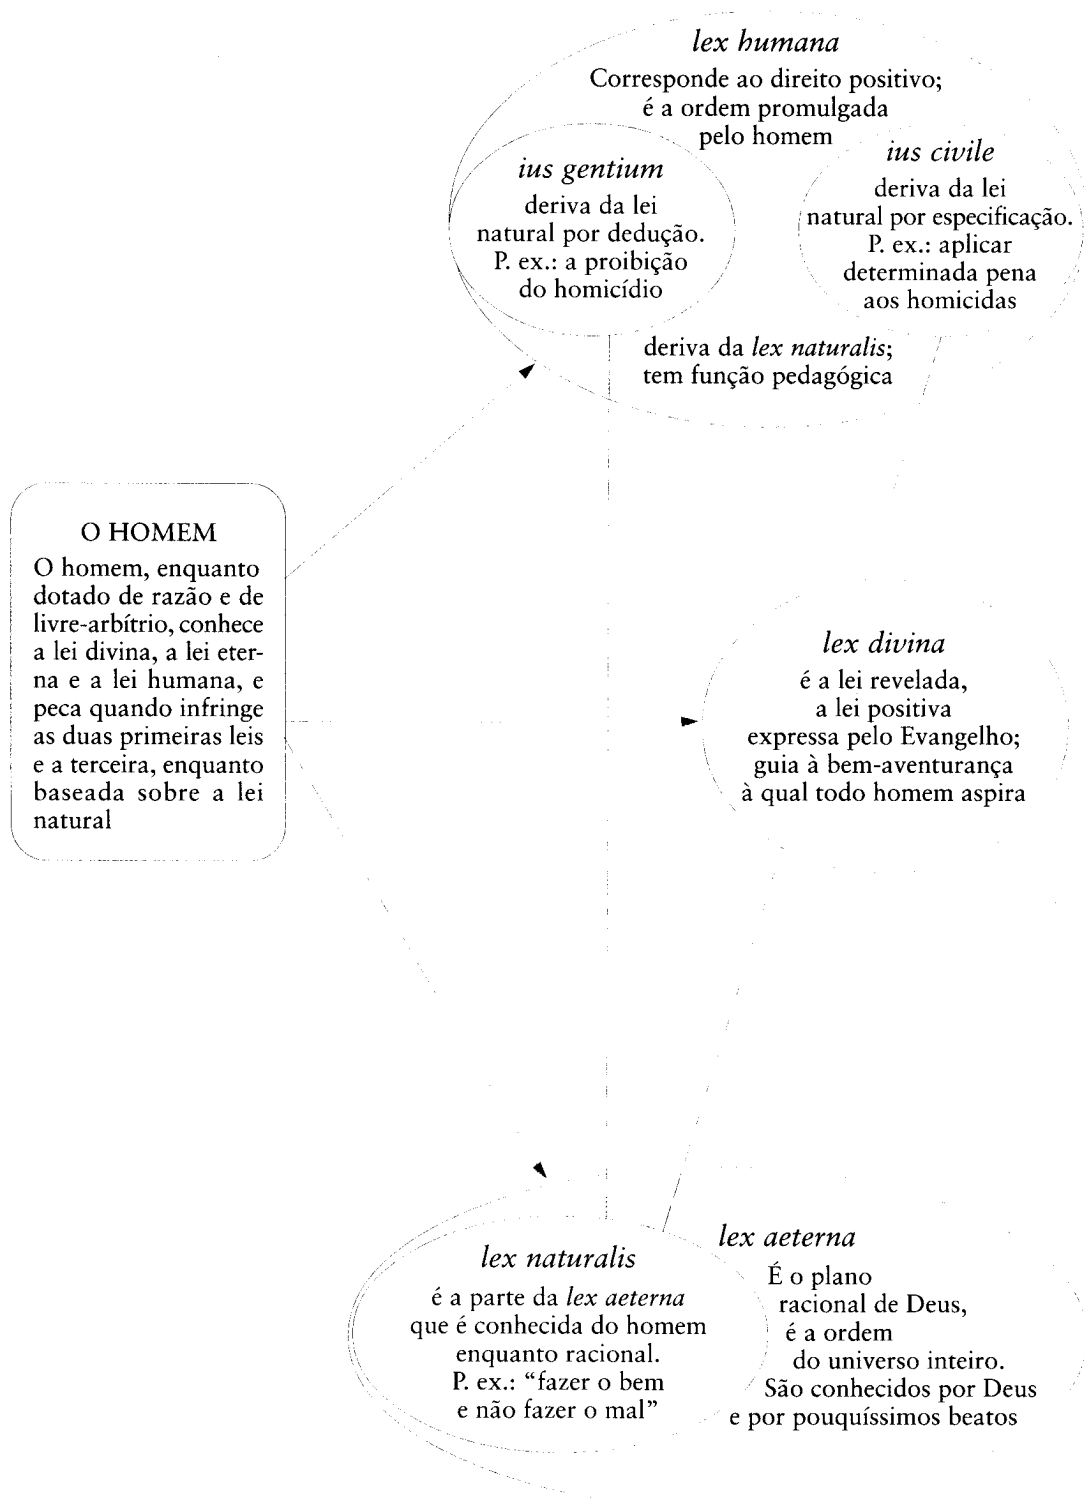 lex humana
Corresponde ao direito positivo;
é a ordem promulgada
pelo homem
ius gentium
deriva da lei
natural por dedução.
P. ex.: a proibição
do homicídio
ius civile
deriva da lei
natural por especificação.
P. ex.: aplicar
determinada pena
aos homicidas
deriva da lex naturalis;
tem função pedagógica
O HOMEM
O homem, enquanto
dotado de razão e de
livre-arbítrio, conhece
a lei divina, a lei eter-
na e a lei humana, e
peca quando infringe
as duas primeiras leis
e a terceira, enquanto
baseada sobre a lei
natural
lex divina
é a lei revelada,
a lei positiva
expressa pelo Evangelho;
guia à bem-aventurança
à qual todo homem aspira
lex naturalis
é a parte da lex aeterna
que é conhecida do homem
enquanto racional.
P. ex.: “fazer o bem
e não fazer o mal”
lex aeterna
É o plano
racional de Deus,
é a ordem
do universo inteiro.
São conhecidos por Deus
e por pouquíssimos beatos